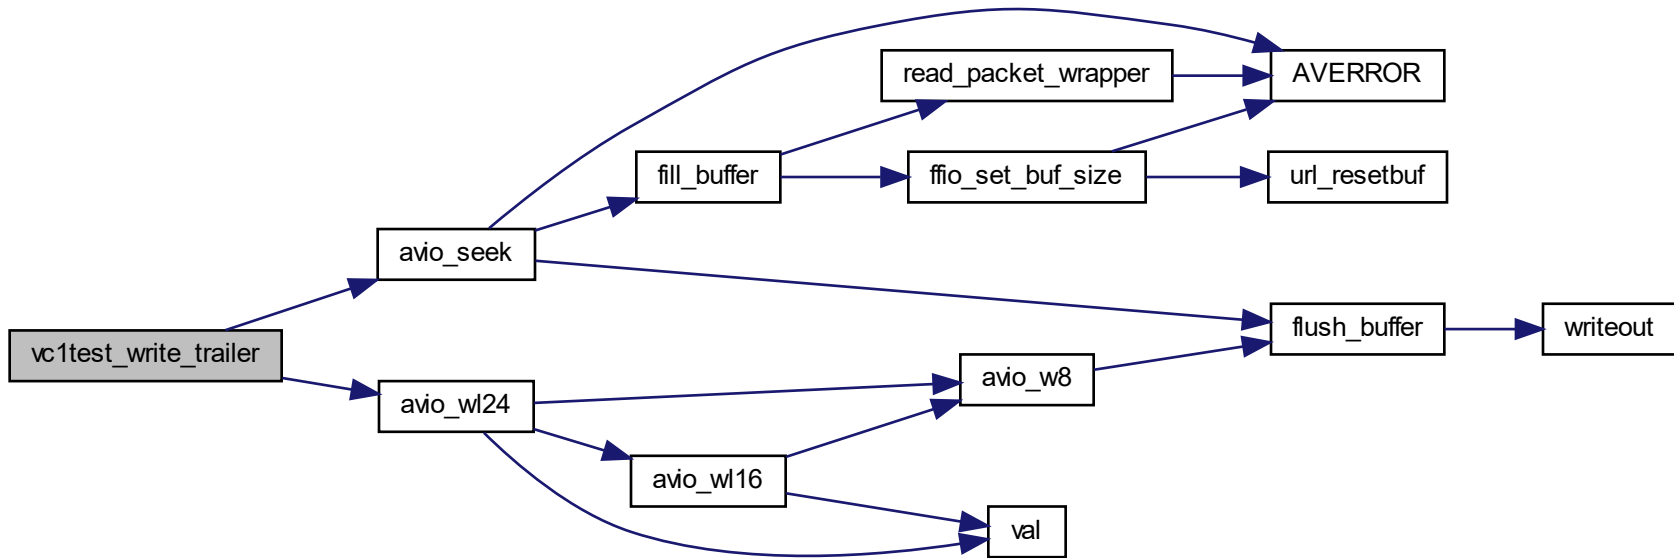 read_packet_wrapper
AVERROR
fill_buffer
ffio_set_buf_size
url_resetbuf
avio_seek
vc1test_write_trailer
flush_buffer
writeout
avio_wl24
avio_w8
avio_wl16
val